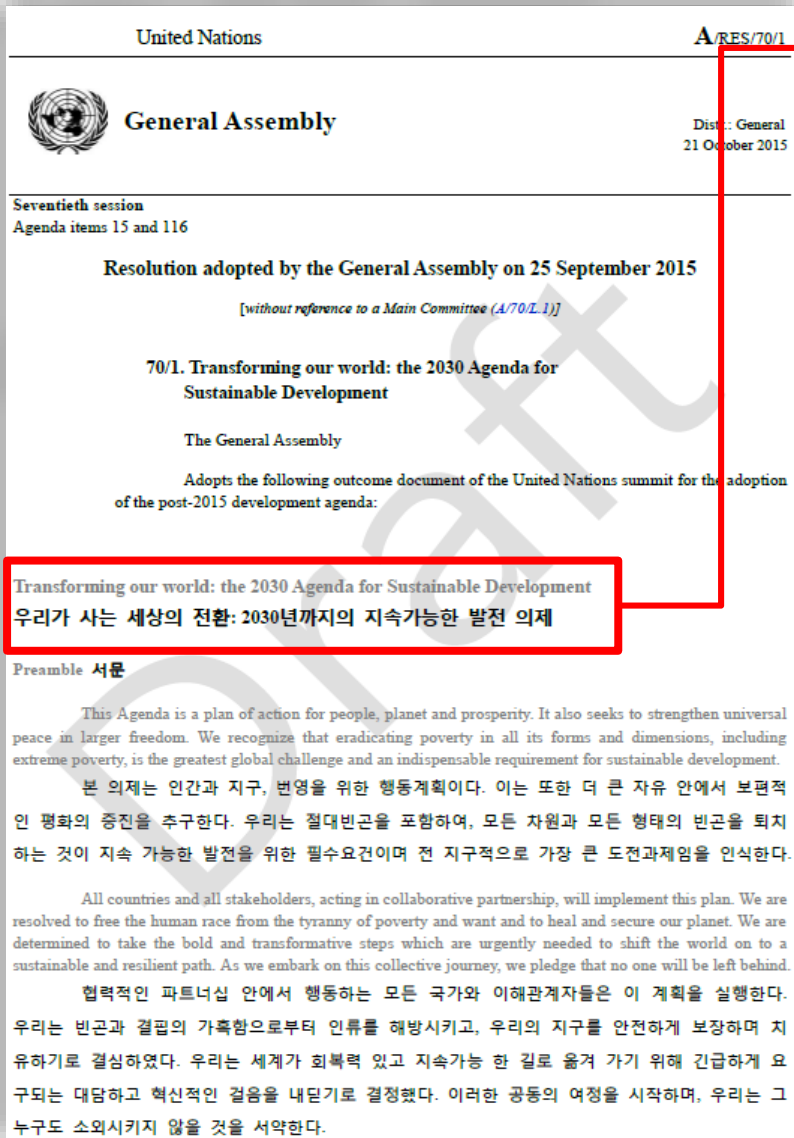 United Nations
A/RES/70/1
General Assembly
Distr.: General
21 October 2015
Seventieth session
Agenda items 15 and 116
Resolution adopted by the General Assembly on 25 September 2015
[without reference to a Main Committee (A/70/L.1)]
70/1. Transforming our world: the 2030 Agenda for
Sustainable Development
The General Assembly
Adopts the following outcome document of the United Nations summit for the adoption
of the post-2015 development agenda:
Transforming our world: the 2030 Agenda for Sustainable Development
우리가 사는 세상의 전환: 2030년까지의 지속가능한 발전 의제
Preamble 서문
This Agenda is a plan of action for people, planet and prosperity. It also seeks to strengthen universal
peace in larger freedom. We recognize that eradicating poverty in all its forms and dimensions, including
extreme poverty, is the greatest global challenge and an indispensable requirement for sustainable development.
본 의제는 인간과 지구, 번영을 위한 행동계획이다. 이는 또한 더 큰 자유 안에서 보편적
인 평화의 증진을 추구한다. 우리는 절대빈곤을 포함하여, 모든 차원과 모든 형태의 빈곤을 퇴치
하는 것이 지속 가능한 발전을 위한 필수요건이며 전 지구적으로 가장 큰 도전과제임을 인식한다.
All countries and all stakeholders, acting in collaborative partnership, will implement this plan. We are
resolved to free the human race from the tyranny of poverty and want and to heal and secure our planet. We are
determined to take the bold and transformative steps which are urgently needed to shift the world on to a
sustainable and resilient path. As we embark on this collective journey, we pledge that no one will be left behind.
협력적인 파트너십 안에서 행동하는 모든 국가와 이해관계자들은 이 계획을 실행한다.
우리는 빈곤과 결핍의 가혹함으로부터 인류를 해방시키고, 우리의 지구를 안전하게 보장하며 치
유하기로 결심하였다. 우리는 세계가 회복력 있고 지속가능 한 길로 옮겨 가기 위해 긴급하게 요
구되는 대담하고 혁신적인 걸음을 내딛기로 결정했다. 이러한 공동의 여정을 시작하며, 우리는 그
누구도 소외시키지 않을 것을 서약한다.
Draft